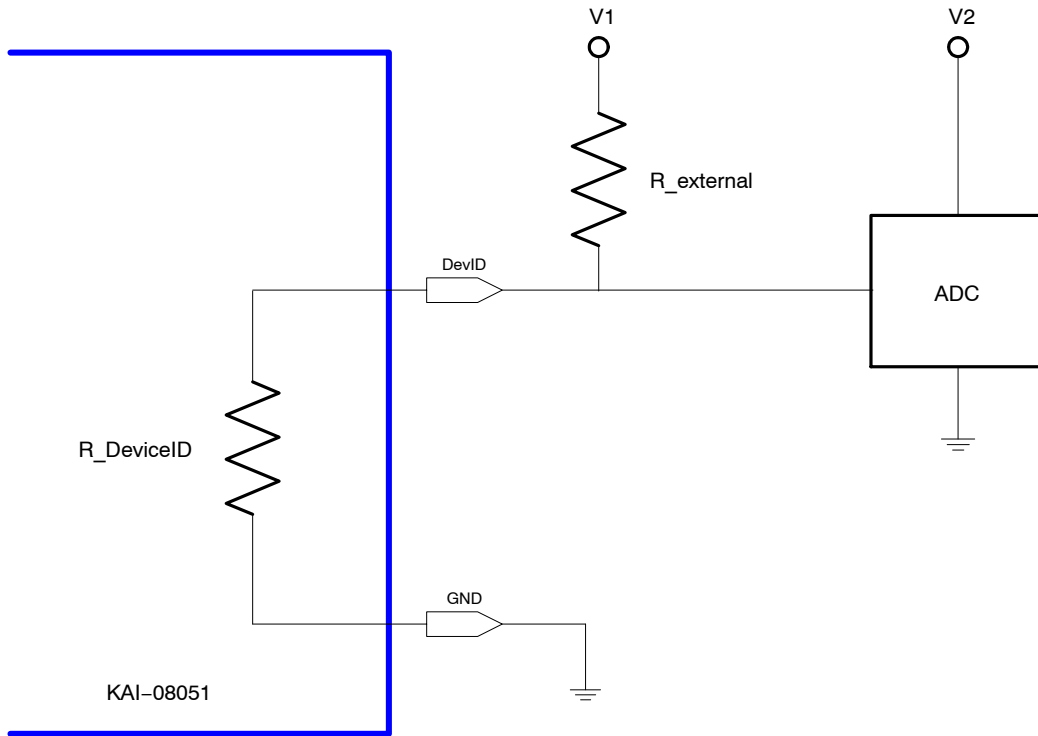 V1
V2
R_external
DevID
ADC
R_DeviceID
GND
KAI−08051